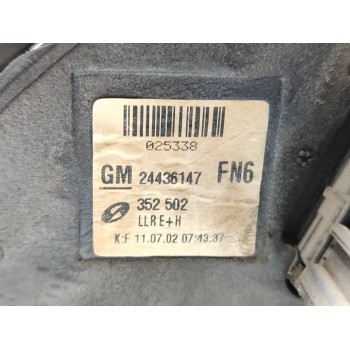 025338
GM 24436147 FN6
352 502
LLRE+H
K:F 11.07.02 07:43:37